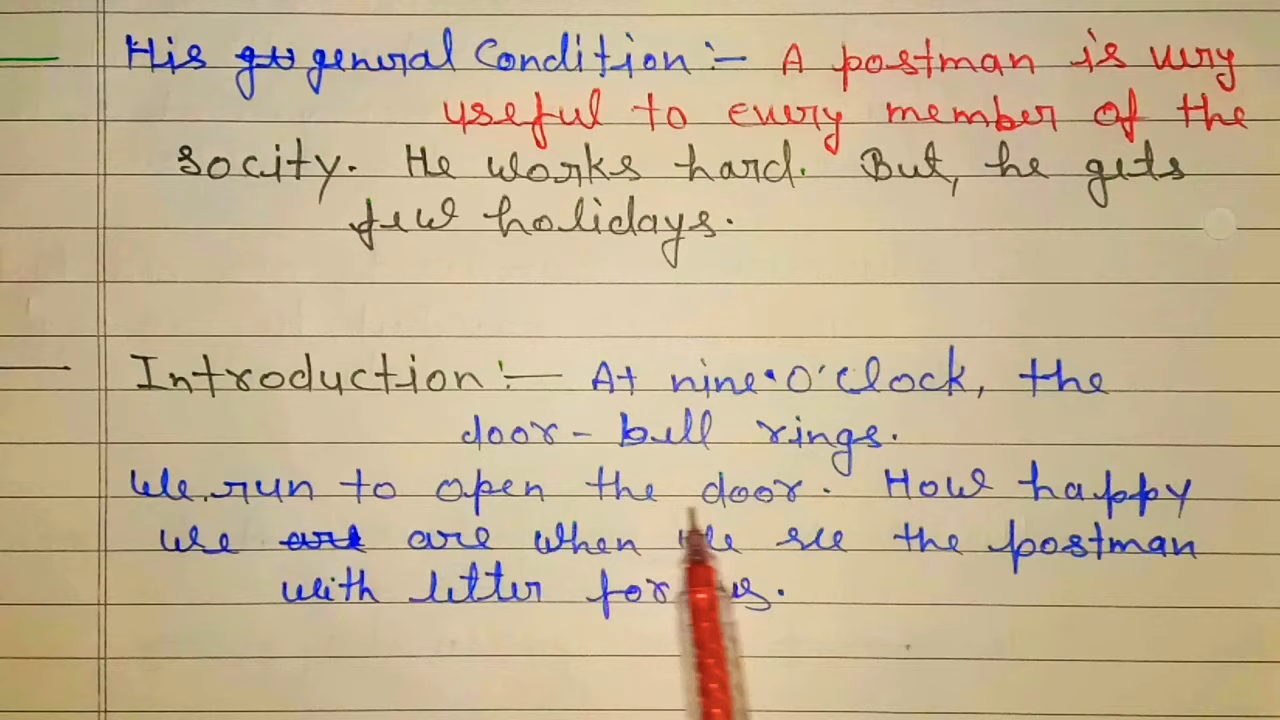 His general Condition :- A postman is very
useful to every member of the
socity. He works hard. But, he gets
few holidays.
Introduction :- At nine O'clock, the
door-bell rings.
We run to open the door. How happy
we are when we see the postman
with letter for us.